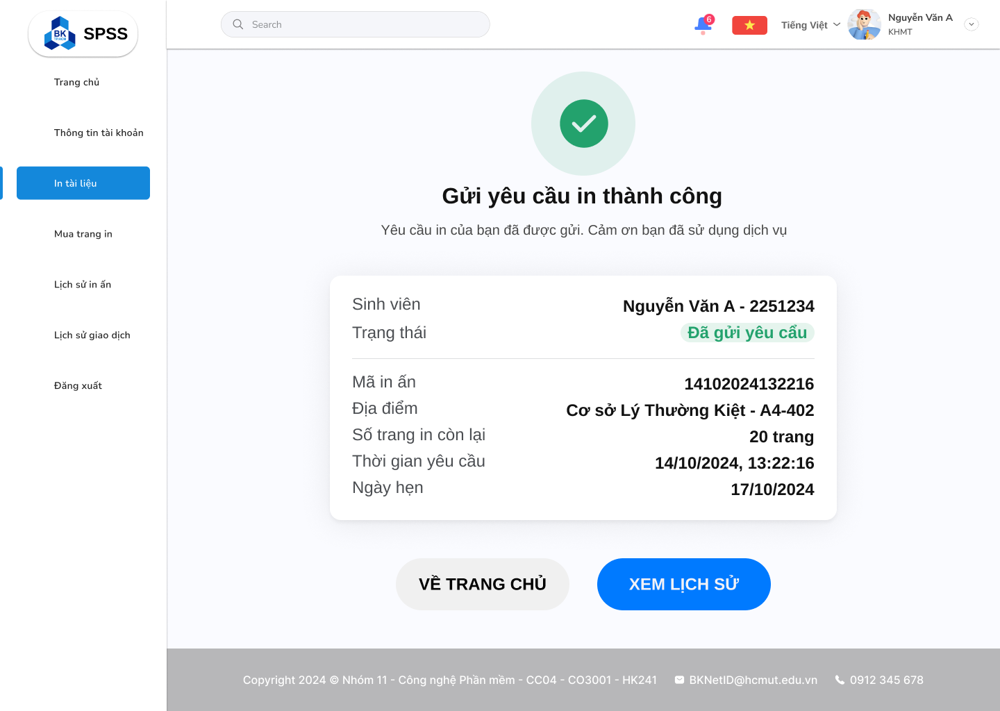 BK
TP.HCM
SPSS
Search
6
Tiếng Việt
Nguyễn Văn A
KHMT
Trang chủ
Thông tin tài khoản
In tài liệu
Mua trang in
Lịch sử in ấn
Lịch sử giao dịch
Đăng xuất
Gửi yêu cầu in thành công
Yêu cầu in của bạn đã được gửi. Cảm ơn bạn đã sử dụng dịch vụ
Sinh viên Nguyễn Văn A - 2251234
Trạng thái Đã gửi yêu cẩu
Mã in ấn 14102024132216
Địa điểm Cơ sở Lý Thường Kiệt - A4-402
Số trang in còn lại 20 trang
Thời gian yêu cầu 14/10/2024, 13:22:16
Ngày hẹn 17/10/2024
VỀ TRANG CHỦ XEM LỊCH SỬ
Copyright 2024 © Nhóm 11 - Công nghệ Phần mềm - CC04 - CO3001 - HK241 BKNetID@hcmut.edu.vn 0912 345 678